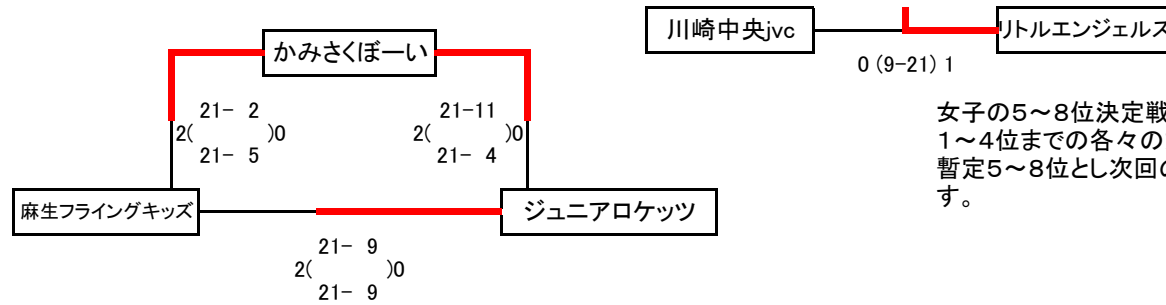 かみさくぼーい
21- 2
2( )0
21- 5
21-11
2( )0
21- 4
麻生フライングキッズ
ジュニアロケッツ
21- 9
2( )0
21- 9
川崎中央jvc
リトルエンジェルス
0 (9-21) 1
女子の5~8位決定戦
1~4位までの各々の
暫定5~8位とし次回の
す。